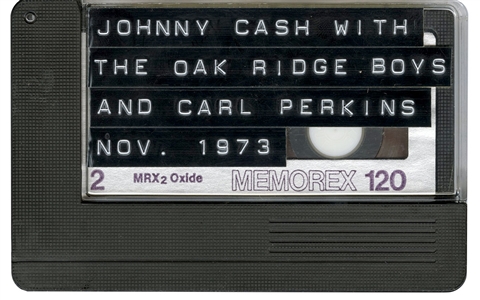 JOHNNY CASH WITH
THE OAK RIDGE BOYS
AND CARL PERKINS
NOV. 1973
2 MRX2 Oxide MEMOREX 120